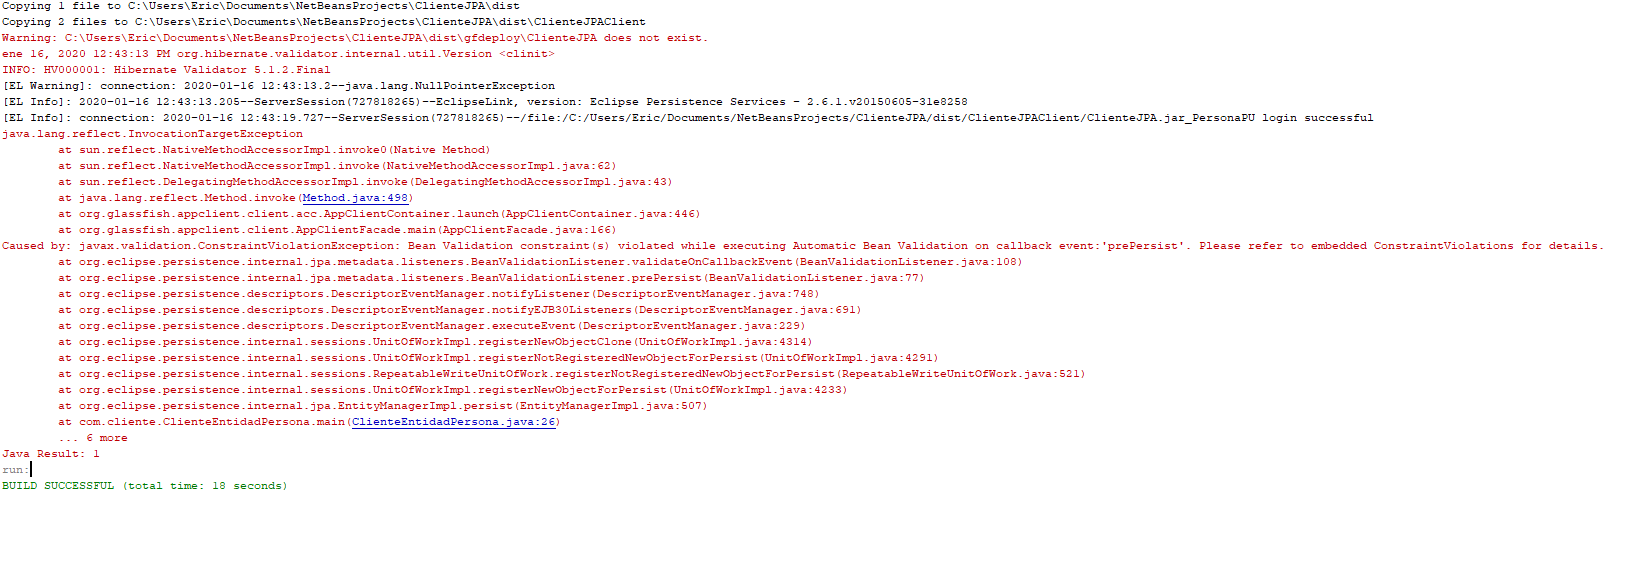 Copying 1 file to C:\Users\Eric\Documents\NetBeansProjects\ClienteJPA\dist
Copying 2 files to C:\Users\Eric\Documents\NetBeansProjects\ClienteJPA\dist\ClienteJPAClient
Warning: C:\Users\Eric\Documents\NetBeansProjects\ClienteJPA\dist\gfdeploy\ClienteJPA does not exist.
ene 16, 2020 12:43:13 PM org.hibernate.validator.internal.util.Version <clinit>
INFO: HV000001: Hibernate Validator 5.1.2.Final
[EL Warning]: connection: 2020-01-16 12:43:13.2--java.lang.NullPointerException
[EL Info]: 2020-01-16 12:43:13.205--ServerSession(727818265)--EclipseLink, version: Eclipse Persistence Services - 2.6.1.v20150605-31e8258
[EL Info]: connection: 2020-01-16 12:43:19.727--ServerSession(727818265)--/file:/C:/Users/Eric/Documents/NetBeansProjects/ClienteJPA/dist/ClienteJPAClient/ClienteJPA.jar_PersonaPU login successful
java.lang.reflect.InvocationTargetException
at sun.reflect.NativeMethodAccessorImpl.invoke0(Native Method)
at sun.reflect.NativeMethodAccessorImpl.invoke(NativeMethodAccessorImpl.java:62)
at sun.reflect.DelegatingMethodAccessorImpl.invoke(DelegatingMethodAccessorImpl.java:43)
at java.lang.reflect.Method.invoke(Method.java:498)
at org.glassfish.appclient.client.acc.AppClientContainer.launch(AppClientContainer.java:446)
at org.glassfish.appclient.client.AppClientFacade.main(AppClientFacade.java:166)
Caused by: javax.validation.ConstraintViolationException: Bean Validation constraint(s) violated while executing Automatic Bean Validation on callback event:'prePersist'. Please refer to embedded ConstraintViolations for details.
at org.eclipse.persistence.internal.jpa.metadata.listeners.BeanValidationListener.validateOnCallbackEvent(BeanValidationListener.java:108)
at org.eclipse.persistence.internal.jpa.metadata.listeners.BeanValidationListener.prePersist(BeanValidationListener.java:77)
at org.eclipse.persistence.descriptors.DescriptorEventManager.notifyListener(DescriptorEventManager.java:748)
at org.eclipse.persistence.descriptors.DescriptorEventManager.notifyEJB30Listeners(DescriptorEventManager.java:691)
at org.eclipse.persistence.descriptors.DescriptorEventManager.executeEvent(DescriptorEventManager.java:229)
at org.eclipse.persistence.internal.sessions.UnitOfWorkImpl.registerNewObjectClone(UnitOfWorkImpl.java:4314)
at org.eclipse.persistence.internal.sessions.UnitOfWorkImpl.registerNotRegisteredNewObjectForPersist(UnitOfWorkImpl.java:4291)
at org.eclipse.persistence.internal.sessions.RepeatableWriteUnitOfWork.registerNotRegisteredNewObjectForPersist(RepeatableWriteUnitOfWork.java:521)
at org.eclipse.persistence.internal.sessions.UnitOfWorkImpl.registerNewObjectForPersist(UnitOfWorkImpl.java:4233)
at org.eclipse.persistence.internal.jpa.EntityManagerImpl.persist(EntityManagerImpl.java:507)
at com.cliente.ClienteEntidadPersona.main(ClienteEntidadPersona.java:26)
... 6 more
Java Result: 1
run:
BUILD SUCCESSFUL (total time: 18 seconds)